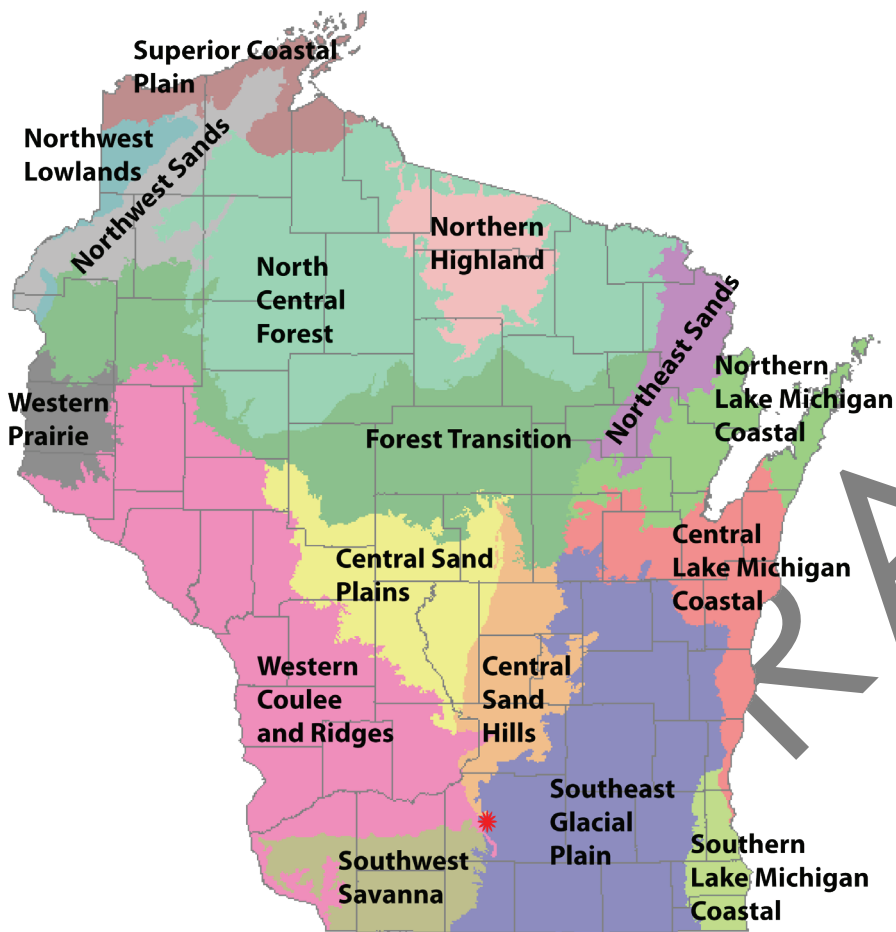 Superior Coastal
Plain
Northwest
Lowlands
Northwest Sands
Northern
Highland
North
Central
Forest
Northeast Sands
Northern
Lake Michigan
Coastal
Western
Prairie
Forest Transition
Central
Lake Michigan
Coastal
Central Sand
Plains
Western
Coulee
and Ridges
Central
Sand
Hills
Southeast
Glacial
Plain
Southwest
Savanna
Southern
Lake Michigan
Coastal
RA